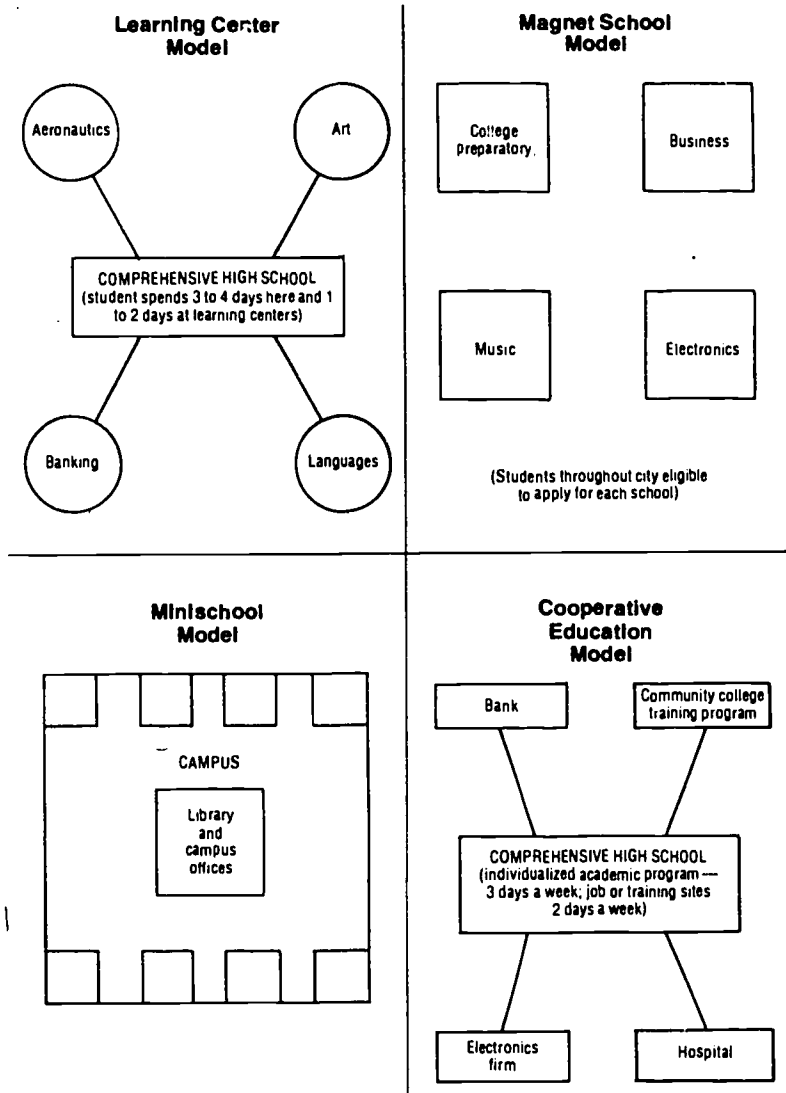 Learning Center
Model
Aeronautics
Art
COMPREHENSIVE HIGH SCHOOL
(student spends 3 to 4 days here and 1
to 2 days at learning centers)
Banking
Languages
Magnet School
Model
College
preparatory
Business
Music
Electronics
(Students throughout city eligible
to apply for each school)
Minischool
Model
CAMPUS
Library
and
campus
offices
Cooperative
Education
Model
Bank
Community college
training program
COMPREHENSIVE HIGH SCHOOL
(individualized academic program —
3 days a week; job or training sites
2 days a week)
Electronics
firm
Hospital